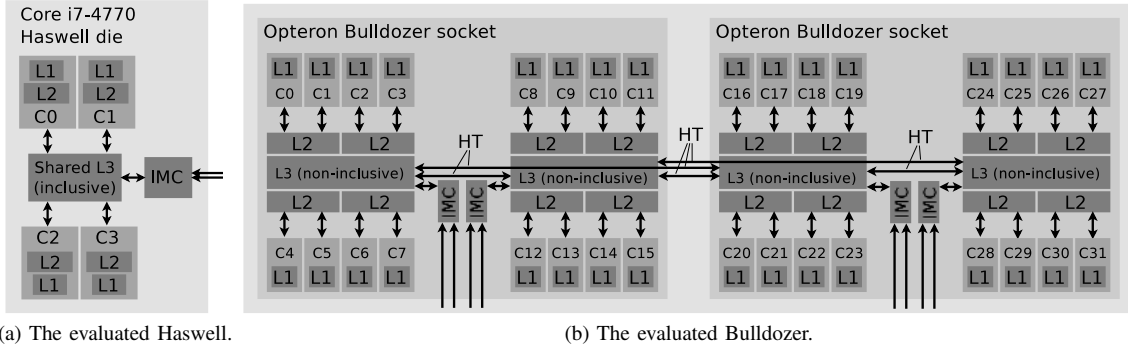 Core i7-4770
Haswell die
L1 L1
L2 L2
C0 C1
Shared L3
(inclusive)
IMC
C2 C3
L2 L2
L1 L1
(a) The evaluated Haswell.
Opteron Bulldozer socket
L1 L1 L1 L1 L1 L1 L1 L1
C0 C1 C2 C3 C8 C9 C10 C11
L2 L2 L2 L2
HT
L3 (non-inclusive) L3 (non-inclusive)
IMC IMC
L2 L2 L2 L2
C4 C5 C6 C7 C12 C13 C14 C15
L1 L1 L1 L1 L1 L1 L1 L1
HT
Opteron Bulldozer socket
L1 L1 L1 L1 L1 L1 L1 L1
C16 C17 C18 C19 C24 C25 C26 C27
L2 L2 L2 L2
HT
L3 (non-inclusive) L3 (non-inclusive)
IMC IMC
L2 L2 L2 L2
C20 C21 C22 C23 C28 C29 C30 C31
L1 L1 L1 L1 L1 L1 L1 L1
(b) The evaluated Bulldozer.